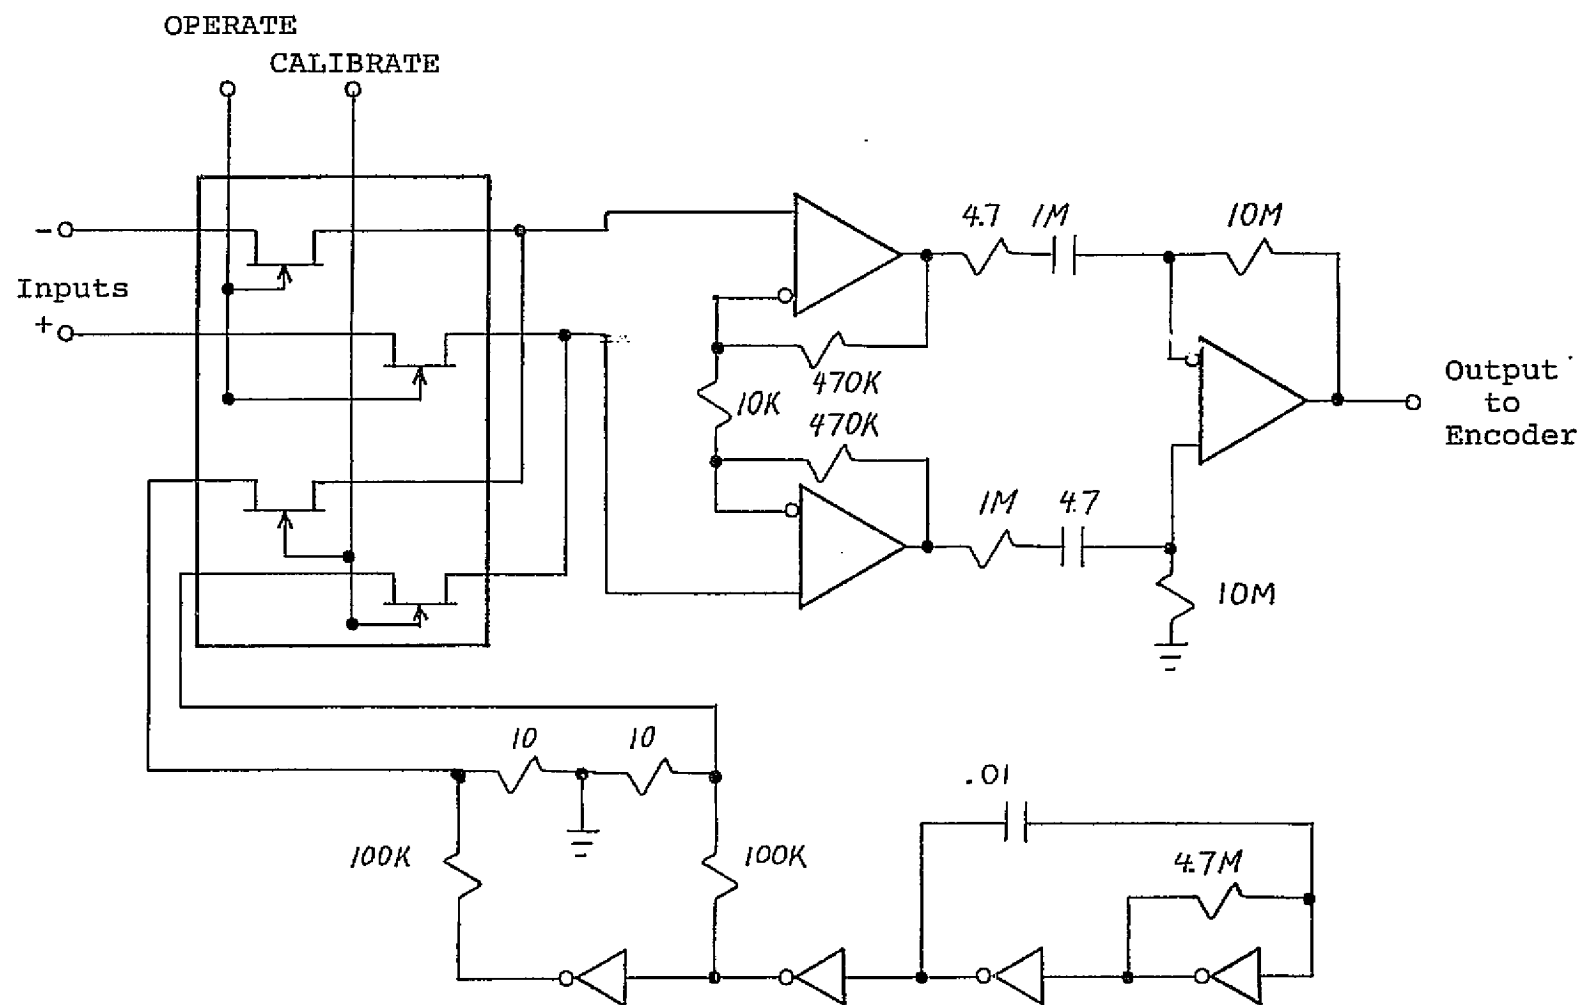 OPERATE
CALIBRATE
-
Inputs
+
4.7 1M
10M
470K
10K
470K
1M 4.7
10M
Output
to
Encoder
10 10
.01
100K
100K
4.7M